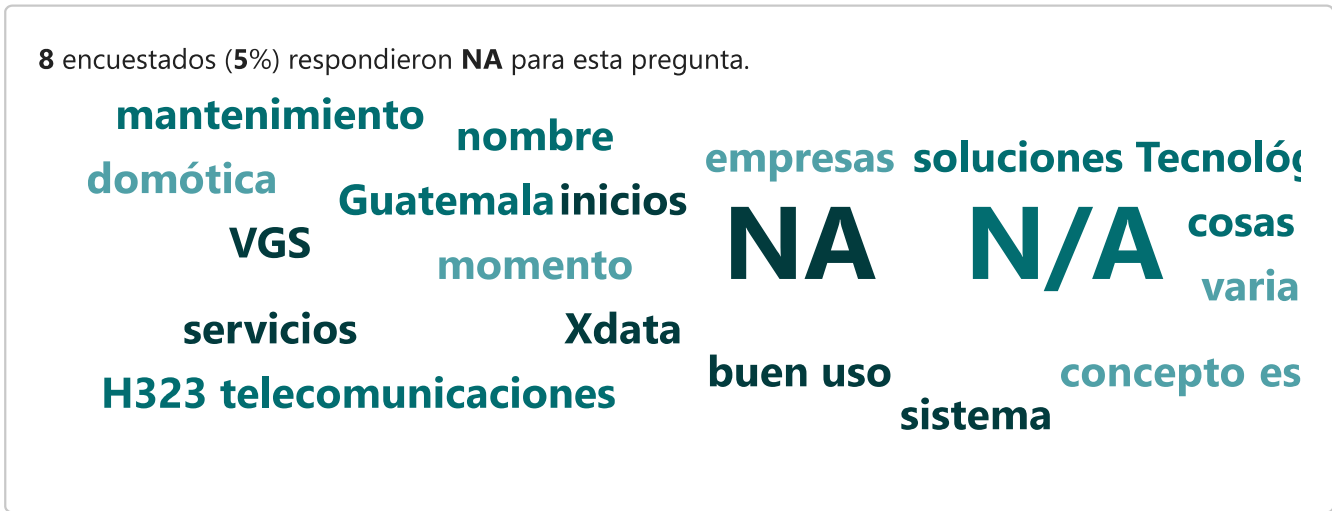 8 encuestados (5%) respondieron NA para esta pregunta.
mantenimiento
nombre
empresas
soluciones Tecnológ
domótica
Guatemala
inicios
NA
N/A
cosas
VGS
momento
varia
servicios
Xdata
buen uso
concepto es
H323 telecomunicaciones
sistema